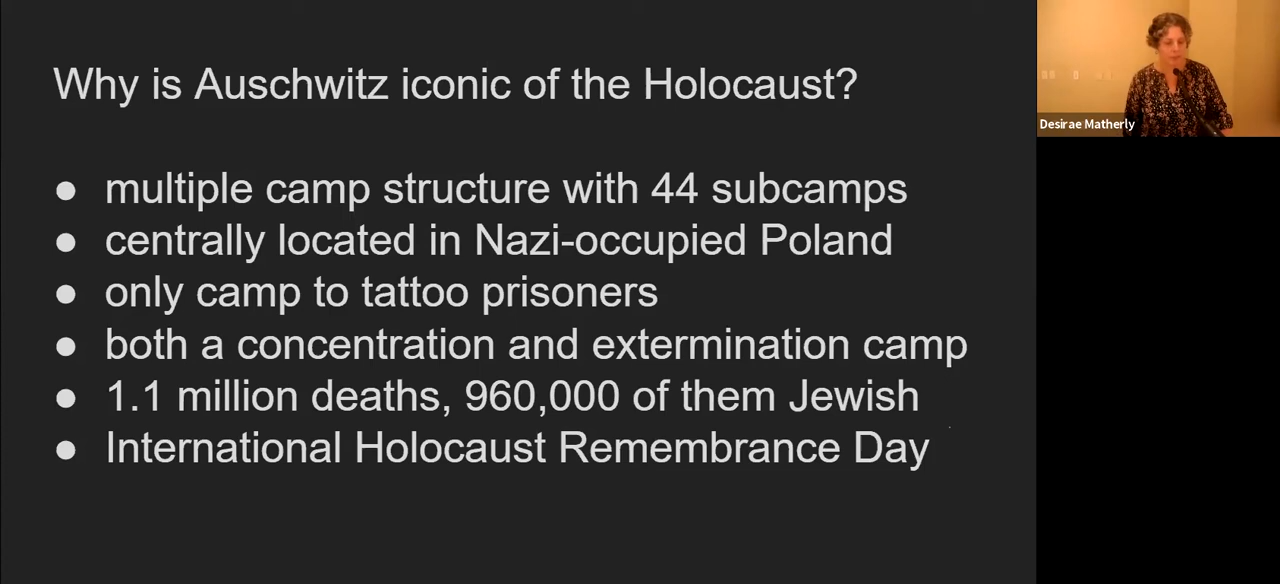 Why is Auschwitz iconic of the Holocaust?
● multiple camp structure with 44 subcamps
● centrally located in Nazi-occupied Poland
● only camp to tattoo prisoners
● both a concentration and extermination camp
● 1.1 million deaths, 960,000 of them Jewish
● International Holocaust Remembrance Day
Desirae Matherly